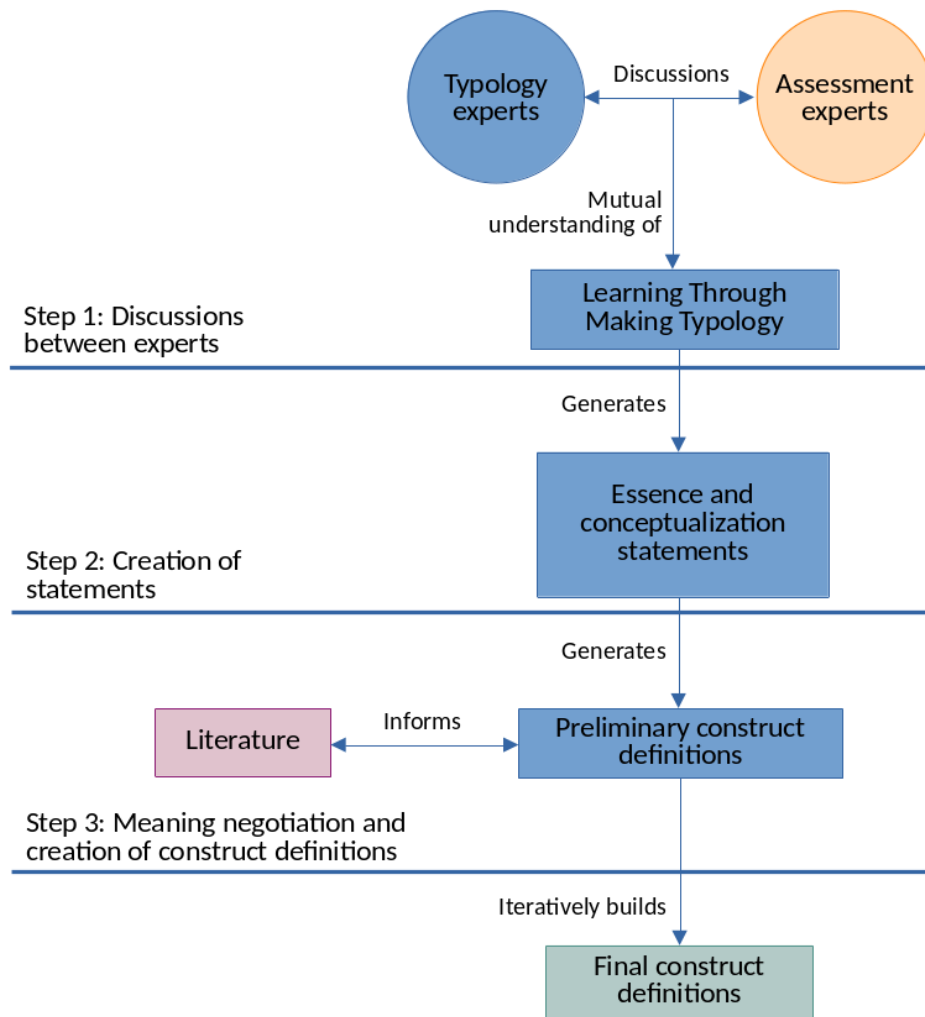 Typology
experts
Discussions
Assessment
experts
Mutual
understanding of
Learning Through
Making Typology
Step 1: Discussions
between experts
Generates
Essence and
conceptualization
statements
Step 2: Creation of
statements
Generates
Literature
Informs
Preliminary construct
definitions
Step 3: Meaning negotiation and
creation of construct definitions
Iteratively builds
Final construct
definitions